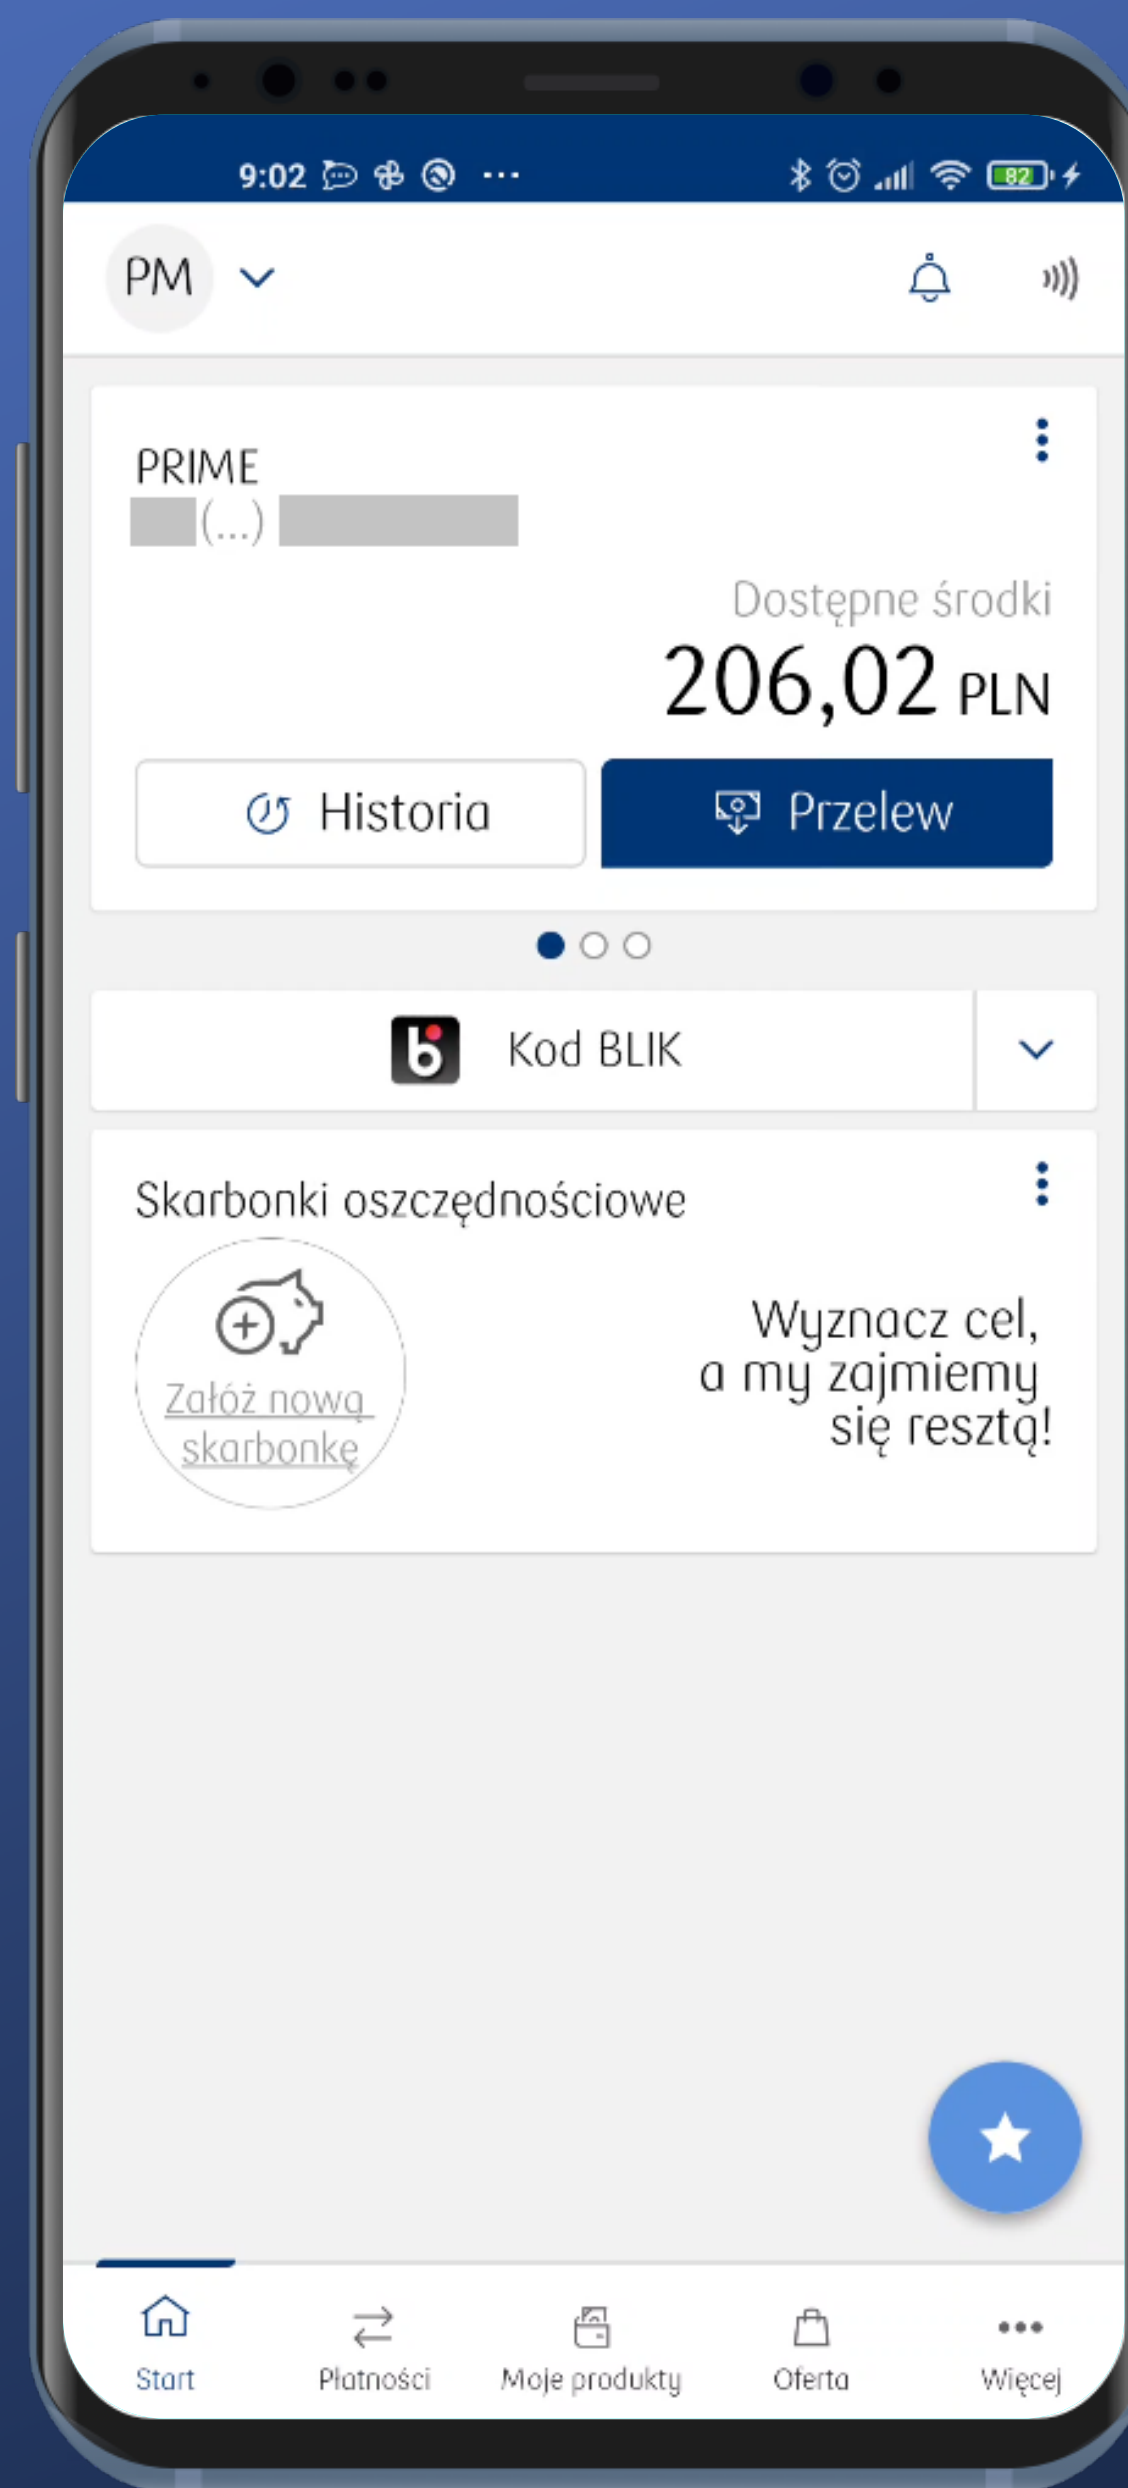 9:02
82
PM
PRIME
(...)
Dostępne środki
206,02 PLN
Historia
Przelew
Kod BLIK
Skarbonki oszczędnościowe
Załóż nową
skarbonkę
Wyznacz cel,
a my zajmiemy
się resztą!
Start
Płatności
Moje produkty
Oferta
Więcej